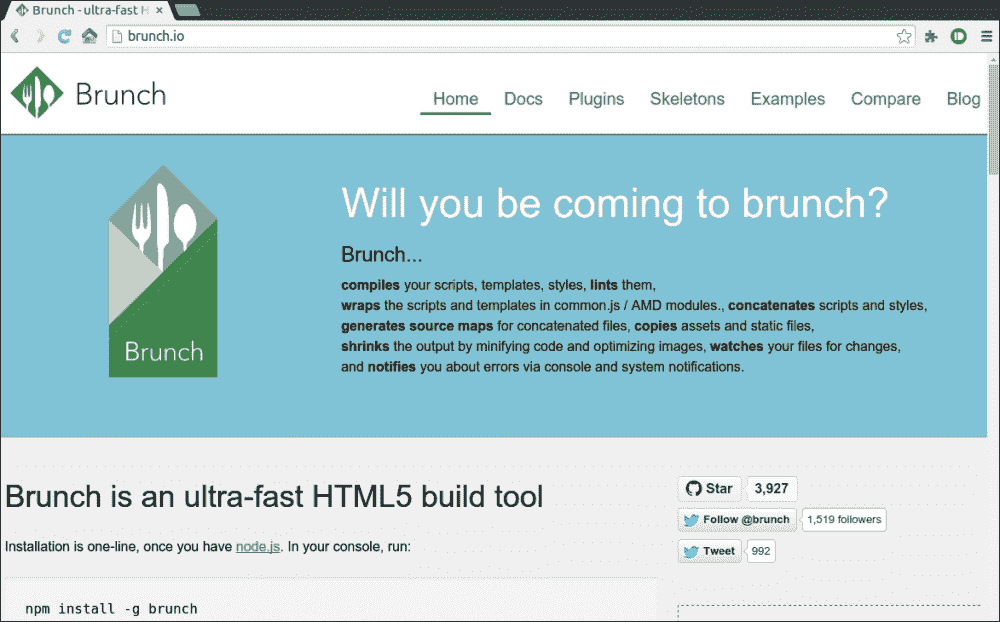 Brunch - ultra-fast H
brunch.io
Brunch
Home Docs Plugins Skeletons Examples Compare Blog
Will you be coming to brunch?
Brunch...
compiles your scripts, templates, styles, lints them,
wraps the scripts and templates in common.js / AMD modules., concatenates scripts and styles,
generates source maps for concatenated files, copies assets and static files,
shrinks the output by minifying code and optimizing images, watches your files for changes,
and notifies you about errors via console and system notifications.
Brunch
Brunch is an ultra-fast HTML5 build tool
Star 3,927
Follow @brunch 1,519 followers
Tweet 992
Installation is one-line, once you have node.js. In your console, run:
npm install -g brunch